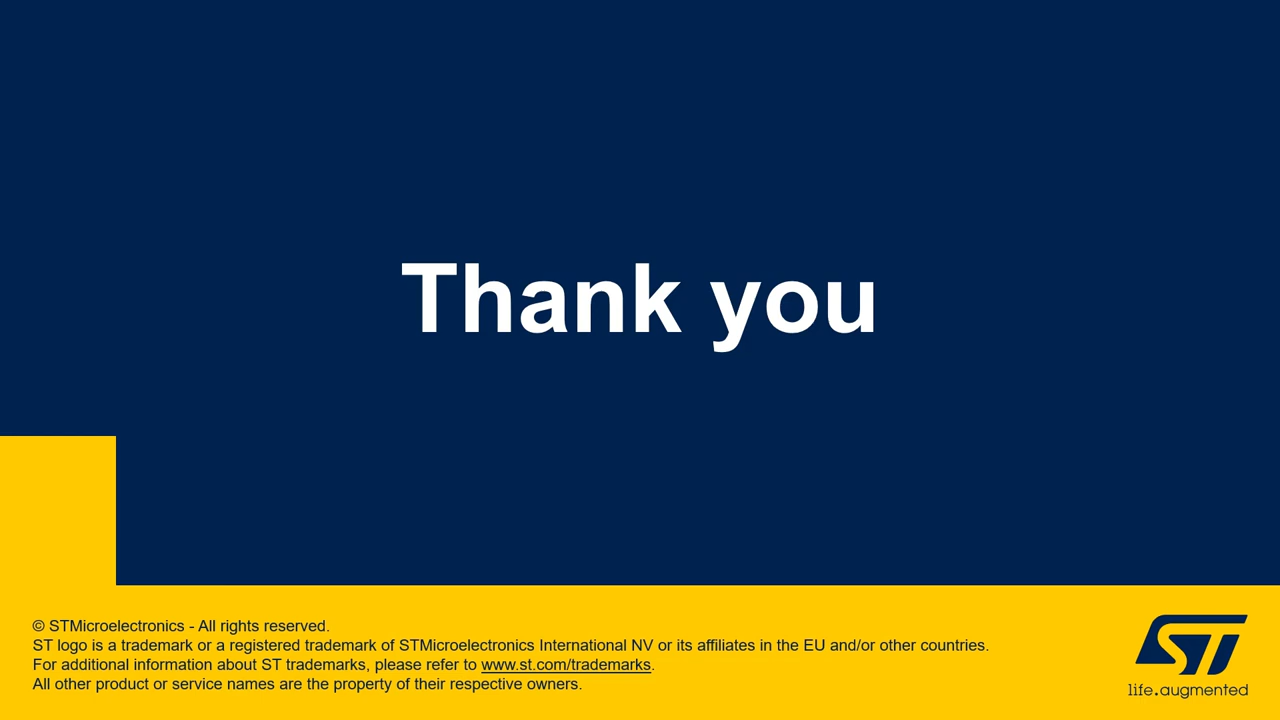 Thank you
© STMicroelectronics - All rights reserved.
ST logo is a trademark or a registered trademark of STMicroelectronics International NV or its affiliates in the EU and/or other countries.
For additional information about ST trademarks, please refer to www.st.com/trademarks.
All other product or service names are the property of their respective owners.
ST
life.augmented